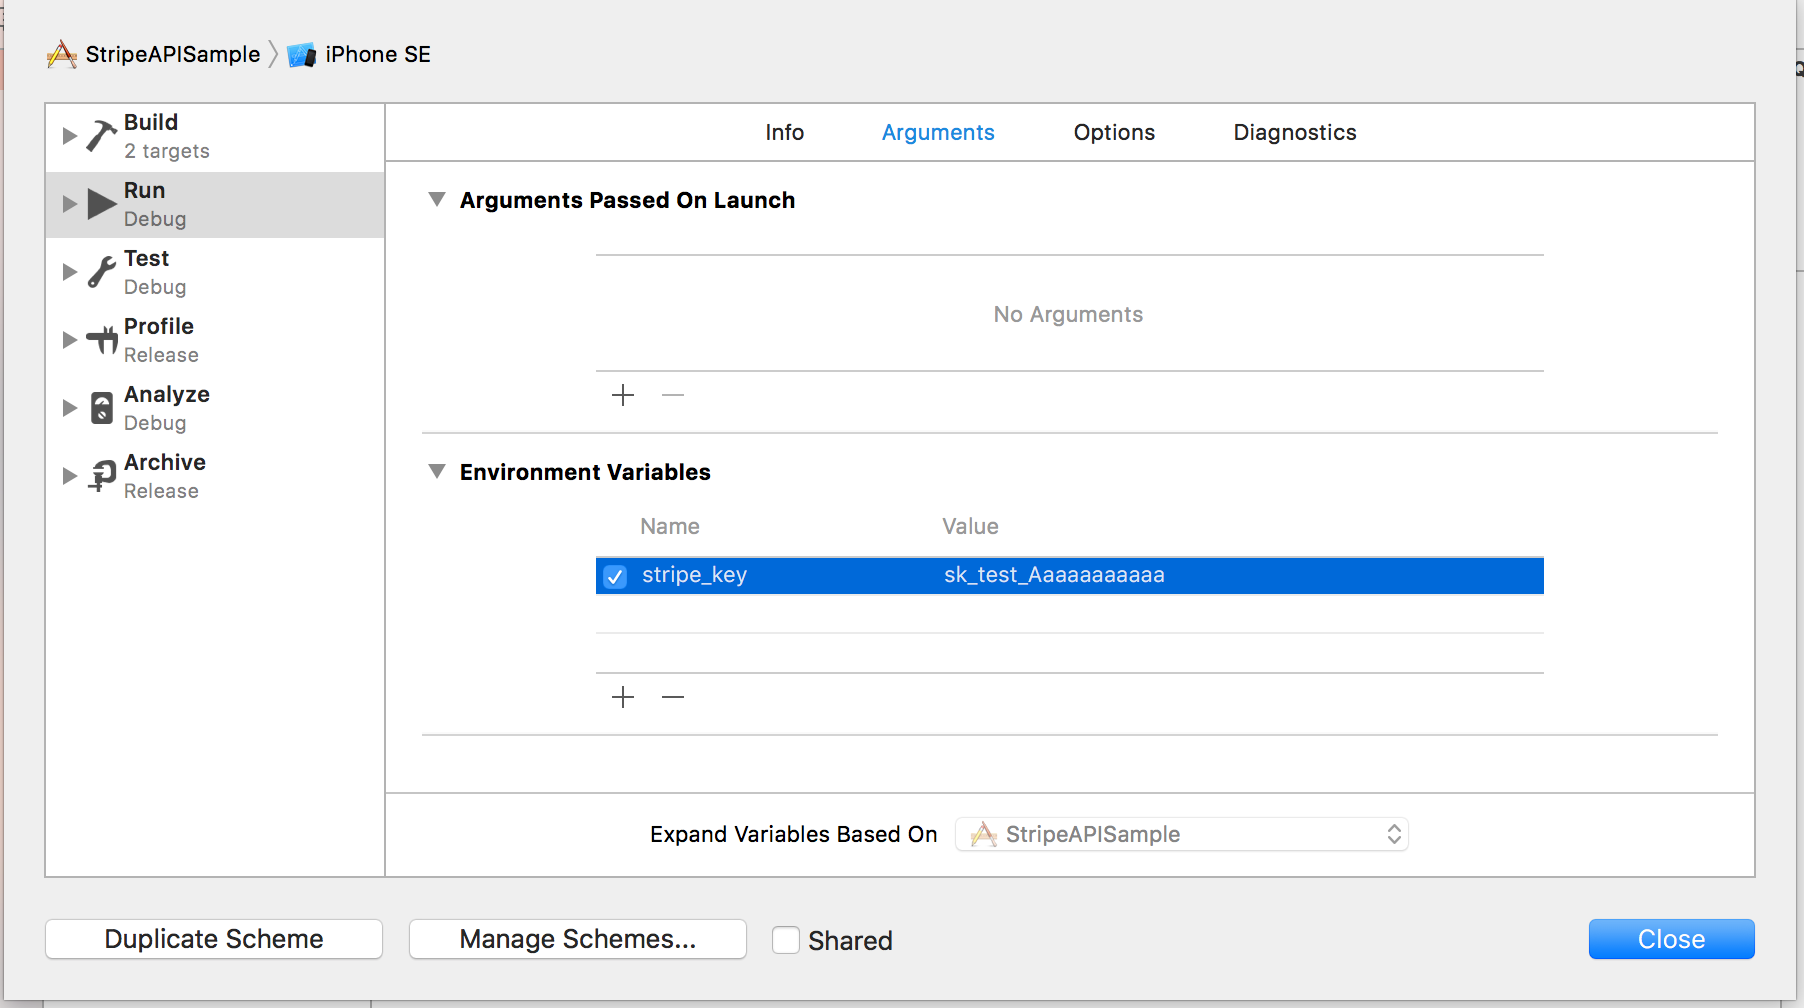 StripeAPISample iPhone SE
Build
2 targets
Run
Debug
Test
Debug
Profile
Release
Analyze
Debug
Archive
Release
Info Arguments Options Diagnostics
Arguments Passed On Launch
No Arguments
Environment Variables
Name Value
stripe_key sk_test_Aaaaaaaaaaa
Expand Variables Based On StripeAPISample
Duplicate Scheme Manage Schemes... Shared Close